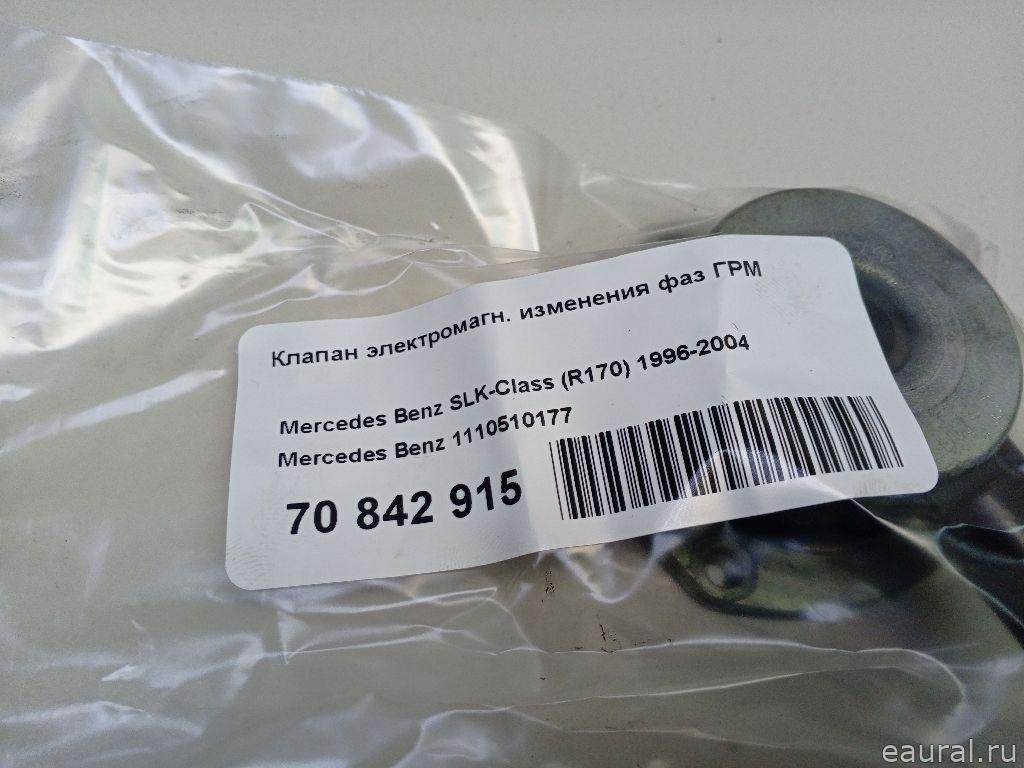 Клапан электромагн. изменения фаз ГРМ
Mercedes Benz SLK-Class (R170) 1996-2004
Mercedes Benz 1110510177
70 842 915
eaural.ru